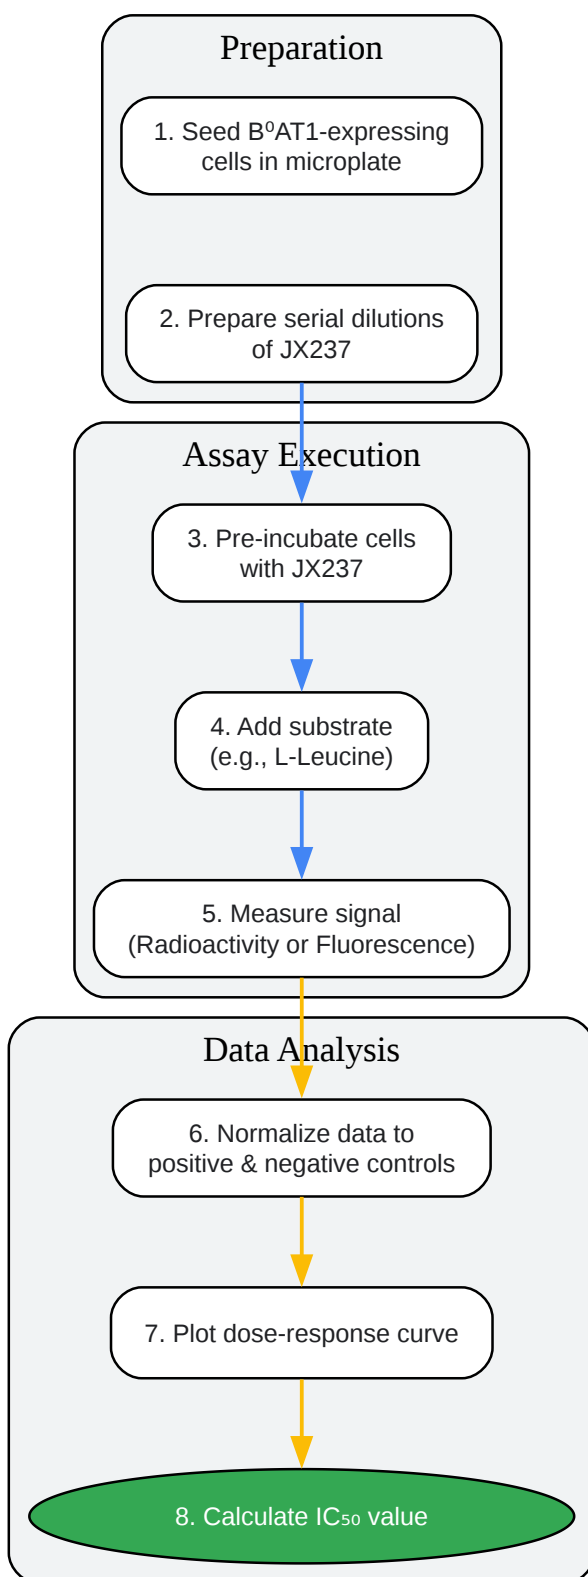 Preparation
1. Seed B⁰AT1-expressing
cells in microplate
2. Prepare serial dilutions
of JX237
Assay Execution
3. Pre-incubate cells
with JX237
4. Add substrate
(e.g., L-Leucine)
5. Measure signal
(Radioactivity or Fluorescence)
Data Analysis
6. Normalize data to
positive & negative controls
7. Plot dose-response curve
8. Calculate IC₅₀ value